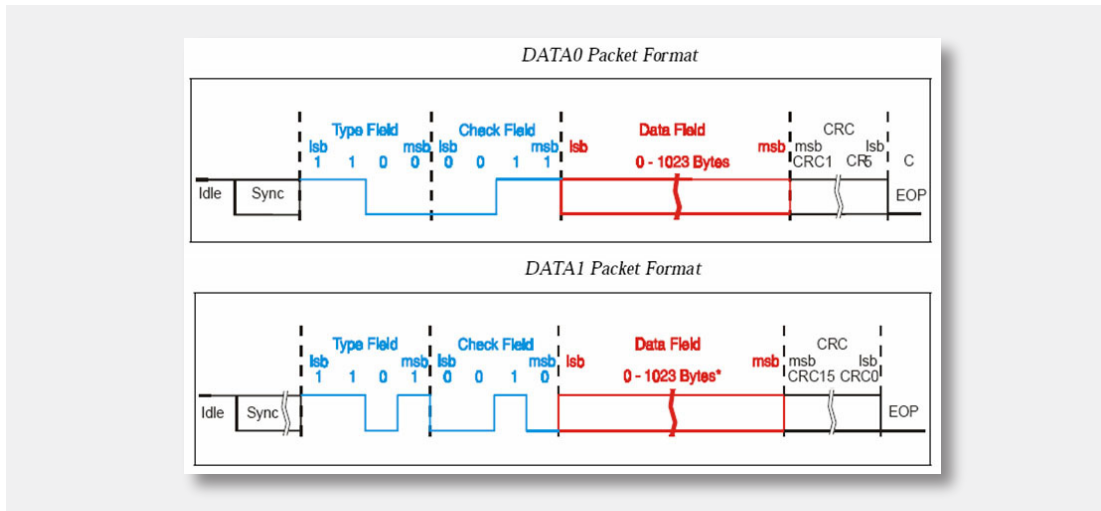 DATA0 Packet Format
Type Field Check Field Data Field CRC
lsb msb lsb msb lsb msb msb lsb
1 1 0 0 0 0 1 1 0 - 1023 Bytes CRC1 CR5 C
Idle Sync EOP
DATA1 Packet Format
Type Field Check Field Data Field CRC
lsb msb lsb msb lsb msb msb lsb
1 1 0 1 0 0 1 0 0 - 1023 Bytes* CRC15 CRC0
Idle Sync EOP